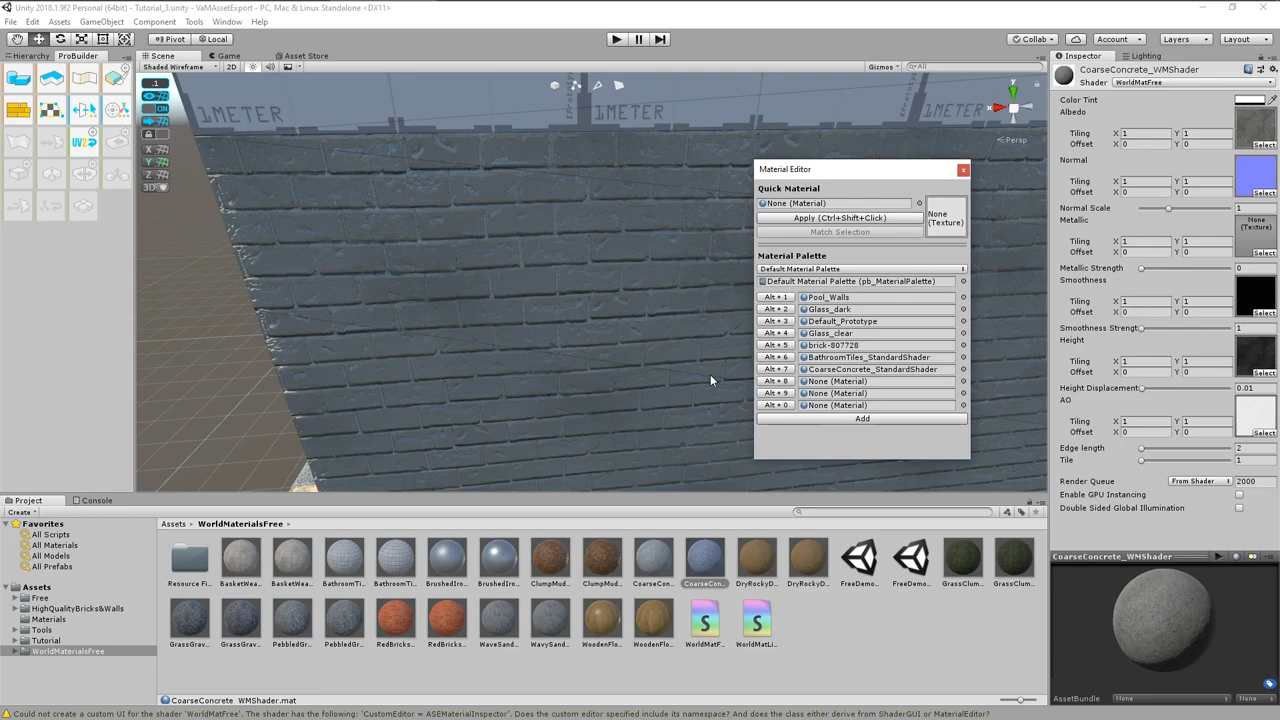 Unity 2018.1.9f2 Personal (64bit) - Tutorial_3.unity - VaMAssetExport - PC, Mac & Linux Standalone <DX11>
File Edit Assets GameObject Component Tools Window Help
Pivot Local Collab Account Layers Layout
Hierarchy ProBuilder Scene Game Asset Store Inspector Lighting
Shaded Wireframe 2D Gizmos All
CoarseConcrete_WMShader
Shader WorldMatFree
.1
ON
X
Y
Z
3D
UV2
1METER
1METER
1METER
y
x
Persp
Material Editor x
Quick Material
None (Material)
Apply (Ctrl+Shift+Click)
Match Selection
None
(Texture)
Material Palette
Default Material Palette
Default Material Palette (pb_MaterialPalette)
Alt + 1 Pool_Walls
Alt + 2 Glass_dark
Alt + 3 Default_Prototype
Alt + 4 Glass_clear
Alt + 5 brick-807728
Alt + 6 BathroomTiles_StandardShader
Alt + 7 CoarseConcrete_StandardShader
Alt + 8 None (Material)
Alt + 9 None (Material)
Alt + 0 None (Material)
Add
Color Tint
Albedo
Tiling X 1 Y 1
Offset X 0 Y 0 Select
Normal
Tiling X 1 Y 1
Offset X 0 Y 0 Select
Normal Scale 1
Metallic None
(Texture)
Tiling X 1 Y 1
Offset X 0 Y 0 Select
Metallic Strength 0
Smoothness
Tiling X 1 Y 1
Offset X 0 Y 0 Select
Smoothness Strengt 1
Height
Tiling X 1 Y 1
Offset X 0 Y 0 Select
Height Displacement 0.01
AO
Tiling X 1 Y 1
Offset X 0 Y 0 Select
Edge length 2
Tile 1
Render Queue From Shader 2000
Enable GPU Instancing
Double Sided Global Illumination
Project Console
Create
Favorites
All Scripts
All Materials
All Models
All Prefabs
Assets
Free
HighQualityBricks&Walls
Materials
Tools
Tutorial
WorldMaterialsFree
Assets WorldMaterialsFree
Resource Fi... BasketWea... BasketWea... BathroomTi... BathroomTi... BrushedIro... BrushedIro... ClumpMud... ClumpMud... CoarseCon... CoarseCon... DryRockyD... DryRockyD... FreeDemo... FreeDemo... GrassClum... GrassClum...
S S
GrassGrav... GrassGrav... PebbledGr... PebbledGr... RedBricks... RedBricks... WaveSand... WavySand... WoodenFlo... WoodenFlo... WorldMatF... WorldMatLi...
CoarseConcrete_WMShader.mat
CoarseConcrete_WMShader
AssetBundle None None
Could not create a custom UI for the shader 'WorldMatFree'. The shader has the following: 'CustomEditor = ASEMaterialInspector'. Does the custom editor specified include its namespace? And does the class either derive from ShaderGUI or MaterialEditor?